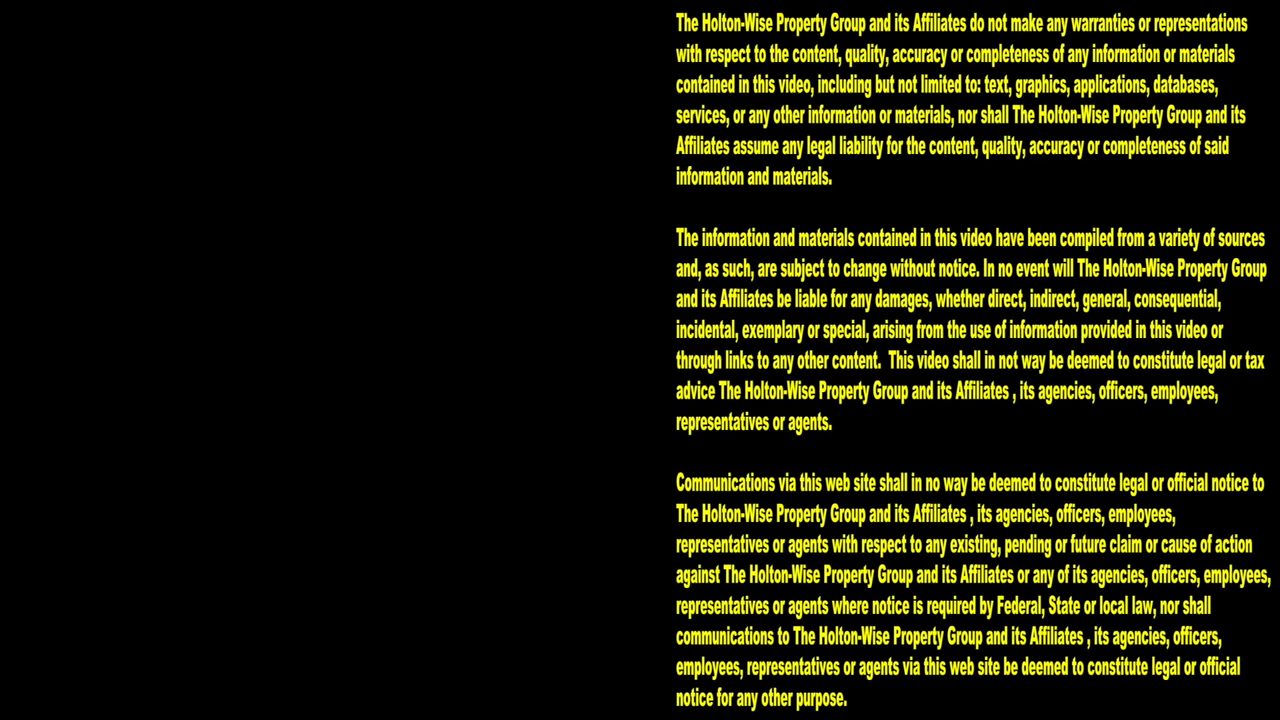 The Holton-Wise Property Group and its Affiliates do not make any warranties or representations
with respect to the content, quality, accuracy or completeness of any information or materials
contained in this video, including but not limited to: text, graphics, applications, databases,
services, or any other information or materials, nor shall The Holton-Wise Property Group and its
Affiliates assume any legal liability for the content, quality, accuracy or completeness of said
information and materials.
The information and materials contained in this video have been compiled from a variety of sources
and, as such, are subject to change without notice. In no event will The Holton-Wise Property Group
and its Affiliates be liable for any damages, whether direct, indirect, general, consequential,
incidental, exemplary or special, arising from the use of information provided in this video or
through links to any other content.  This video shall in not way be deemed to constitute legal or tax
advice The Holton-Wise Property Group and its Affiliates , its agencies, officers, employees,
representatives or agents.
Communications via this web site shall in no way be deemed to constitute legal or official notice to
The Holton-Wise Property Group and its Affiliates , its agencies, officers, employees,
representatives or agents with respect to any existing, pending or future claim or cause of action
against The Holton-Wise Property Group and its Affiliates or any of its agencies, officers, employees,
representatives or agents where notice is required by Federal, State or local law, nor shall
communications to The Holton-Wise Property Group and its Affiliates , its agencies, officers,
employees, representatives or agents via this web site be deemed to constitute legal or official
notice for any other purpose.